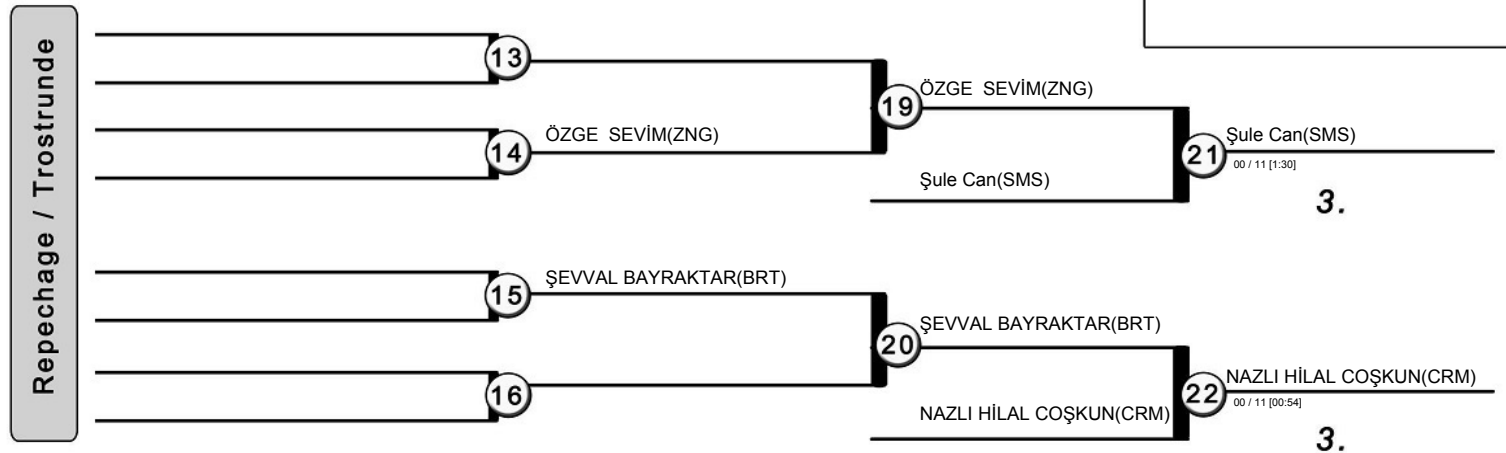 Repechage / Trostrunde
13
ÖZGE  SEVİM(ZNG)
19
ÖZGE  SEVİM(ZNG)
14
Şule Can(SMS)
21
Şule Can(SMS)
00 / 11 [1:30]
3.
ŞEVVAL BAYRAKTAR(BRT)
15
ŞEVVAL BAYRAKTAR(BRT)
20
16
NAZLI HİLAL COŞKUN(CRM)
22
NAZLI HİLAL COŞKUN(CRM)
00 / 11 [00:54]
3.